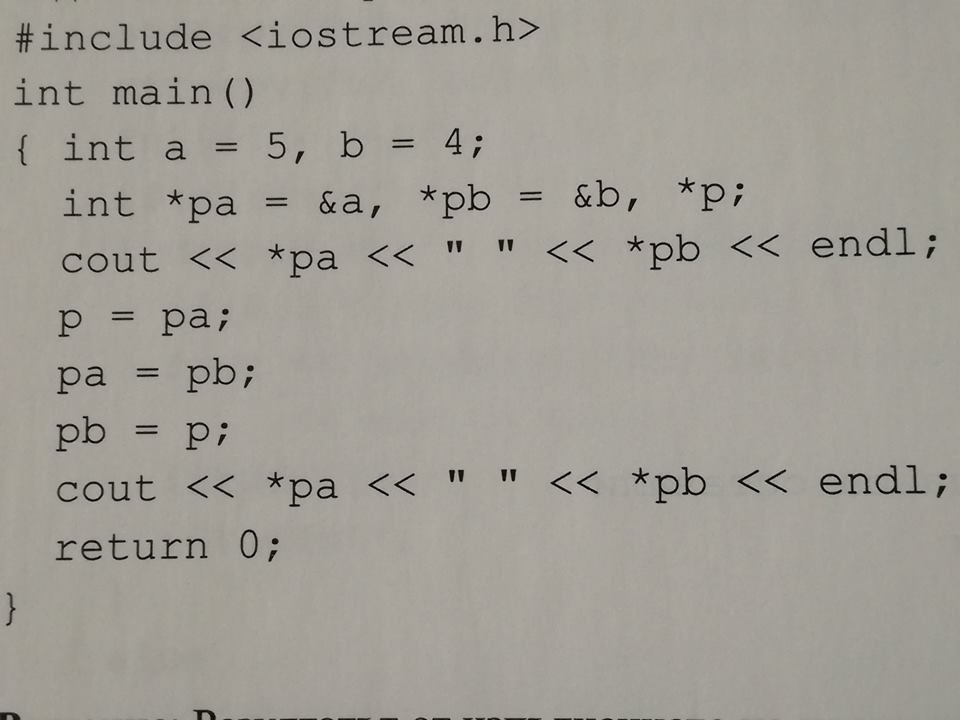 #include <iostream.h>
int main()
{ int a = 5, b = 4;
int *pa = &a, *pb = &b, *p;
cout << *pa << " " << *pb << endl;
p = pa;
pa = pb;
pb = p;
cout << *pa << " " << *pb << endl;
return 0;
}